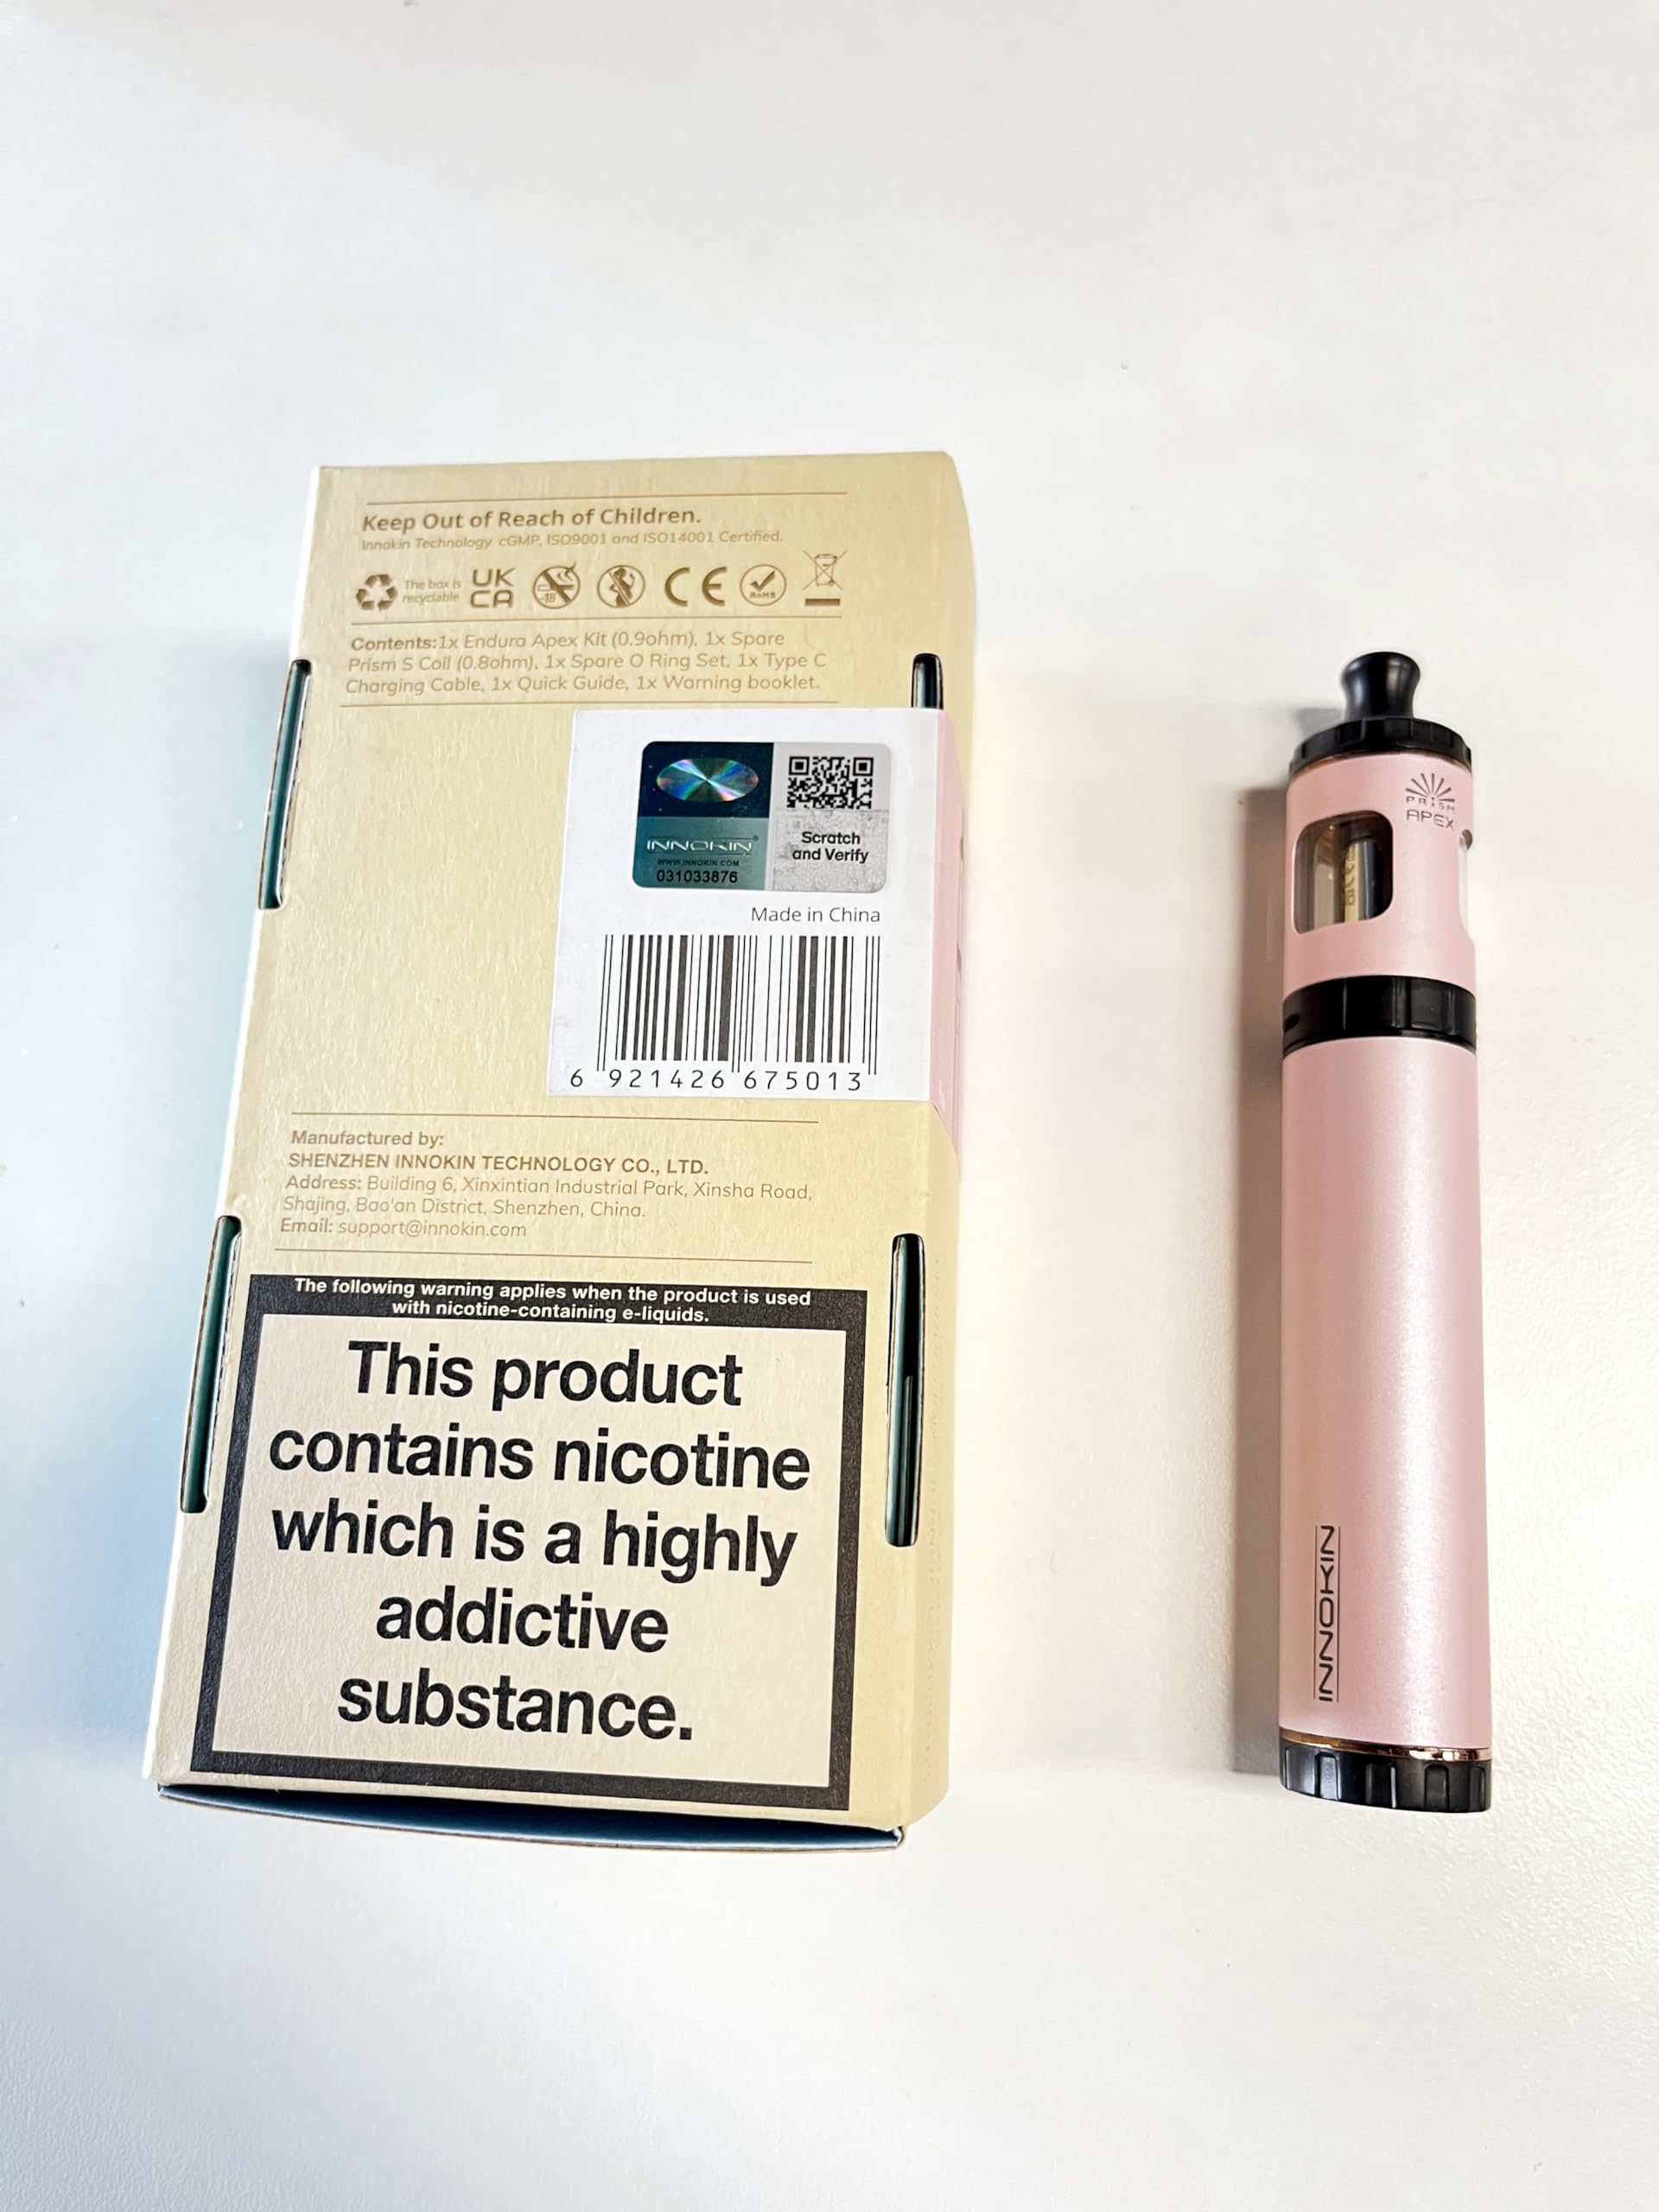 Keep Out of Reach of Children.
Innokin Technology. cGMP, ISO9001 and ISO14001 Certified.
The box is
recyclable
UK
CA
-18
CE
RoHS
Contents:1x Endura Apex Kit (0.9ohm), 1x Spare
Prism S Coil (0.8ohm), 1x Spare O Ring Set, 1x Type C
Charging Cable, 1x Quick Guide, 1x Warning booklet.
INNOKIN®
WWW.INNOKIN.COM
031033876
Scratch
and Verify
Made in China
6 921426 675013
Manufactured by:
SHENZHEN INNOKIN TECHNOLOGY CO., LTD.
Address: Building 6, Xinxintian Industrial Park, Xinsha Road,
Shajing, Bao'an District, Shenzhen, China.
Email: support@innokin.com
The following warning applies when the product is used
with nicotine-containing e-liquids.
This product
contains nicotine
which is a highly
addictive
substance.
PRISM
APEX
INNOKIN